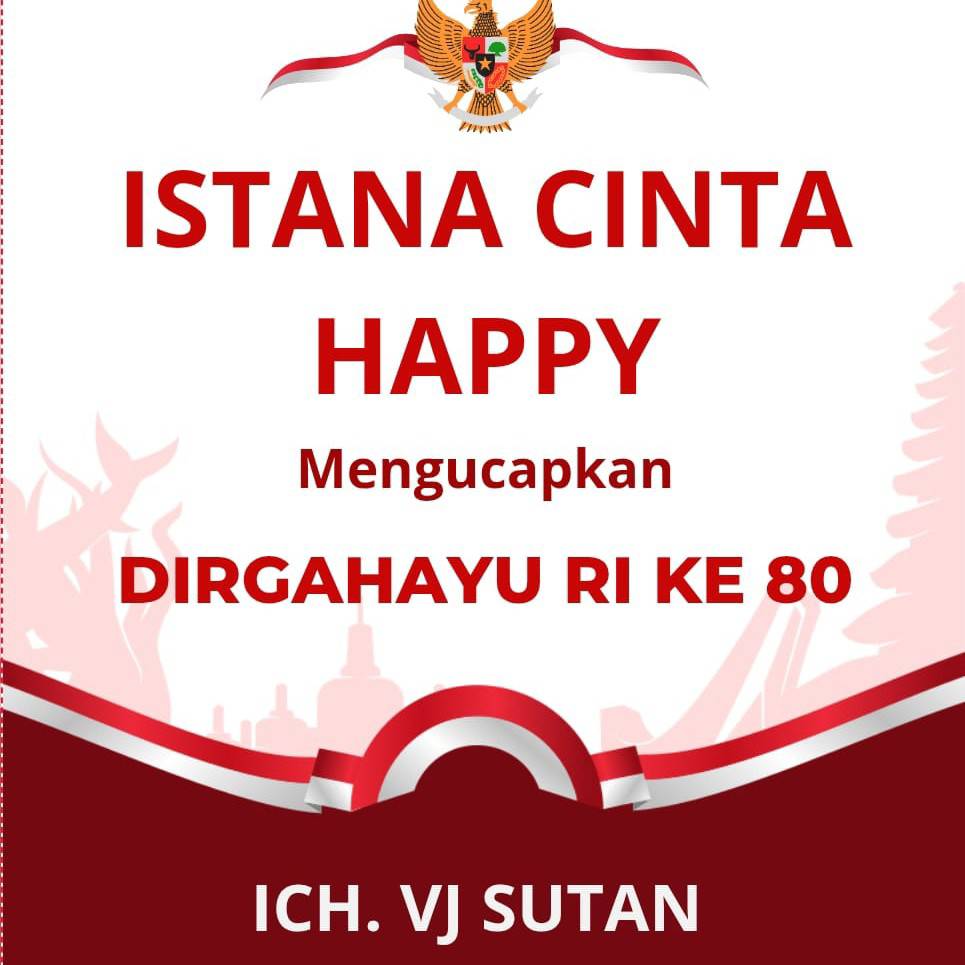 ISTANA CINTA
HAPPY
Mengucapkan
DIRGAHAYU RI KE 80
ICH. VJ SUTAN